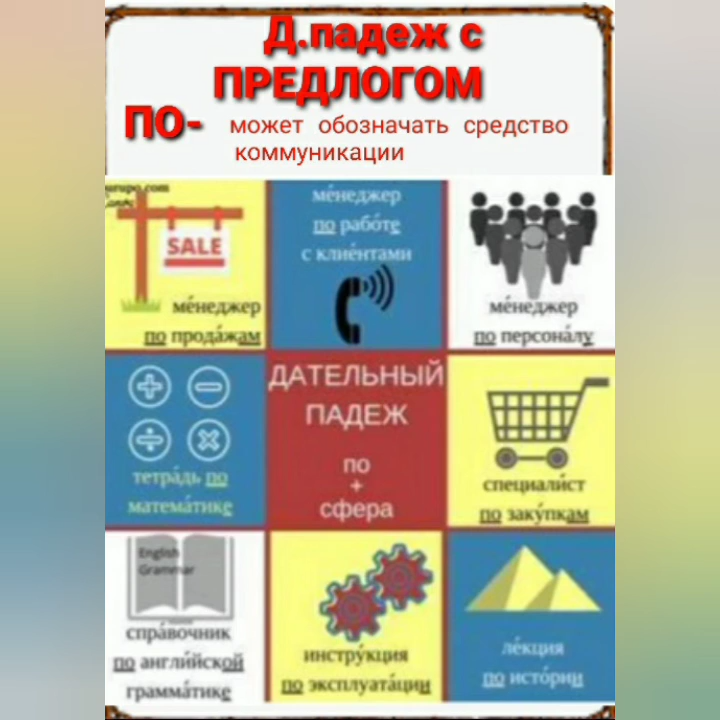 Д.падеж с
ПРЕДЛОГОМ
ПО- может обозначать средство
коммуникации
SALE
ме́неджер
по прода́жам
ме́неджер
по рабо́те
с клие́нтами
ме́неджер
по персона́лу
тетра́дь по
матема́тике
ДАТЕЛЬНЫЙ
ПАДЕЖ
по
+
сфера
специали́ст
по заку́пкам
English
Grammar
спра́вочник
по англи́йской
грамма́тике
инстру́кция
по эксплуата́ции
ле́кция
по исто́рии